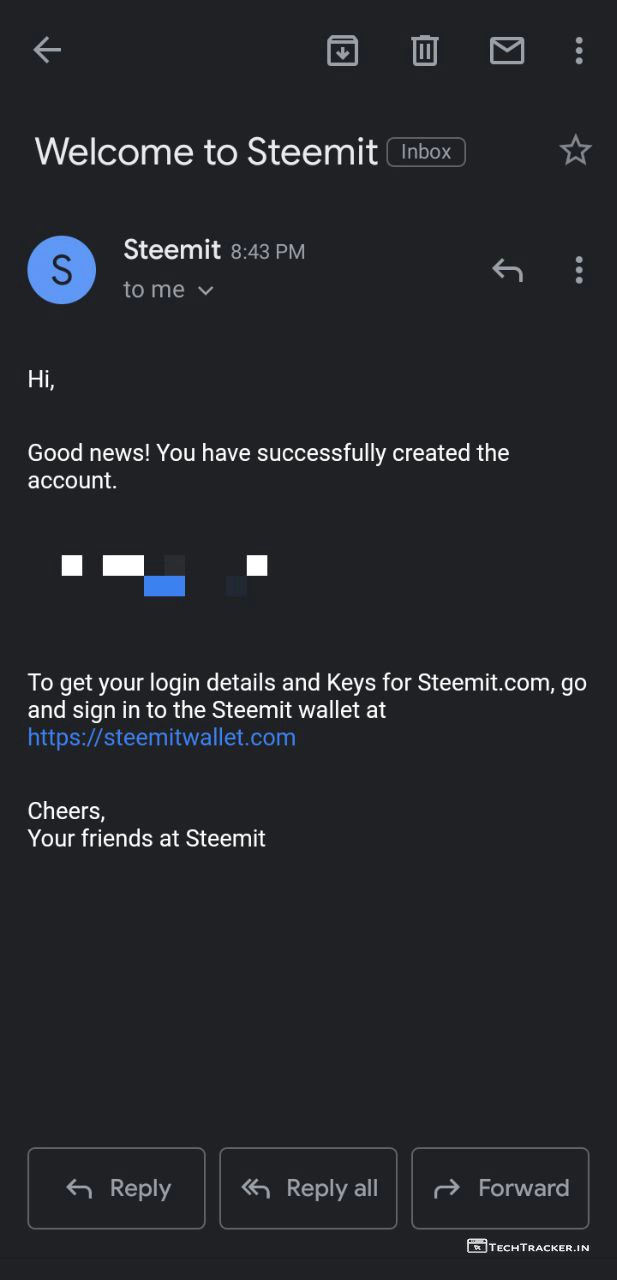 Welcome to Steemit Inbox
S
Steemit 8:43 PM
to me
Hi,
Good news! You have successfully created the
account.
To get your login details and Keys for Steemit.com, go
and sign in to the Steemit wallet at
https://steemitwallet.com
Cheers,
Your friends at Steemit
Reply Reply all Forward
TECHTRACKER.IN